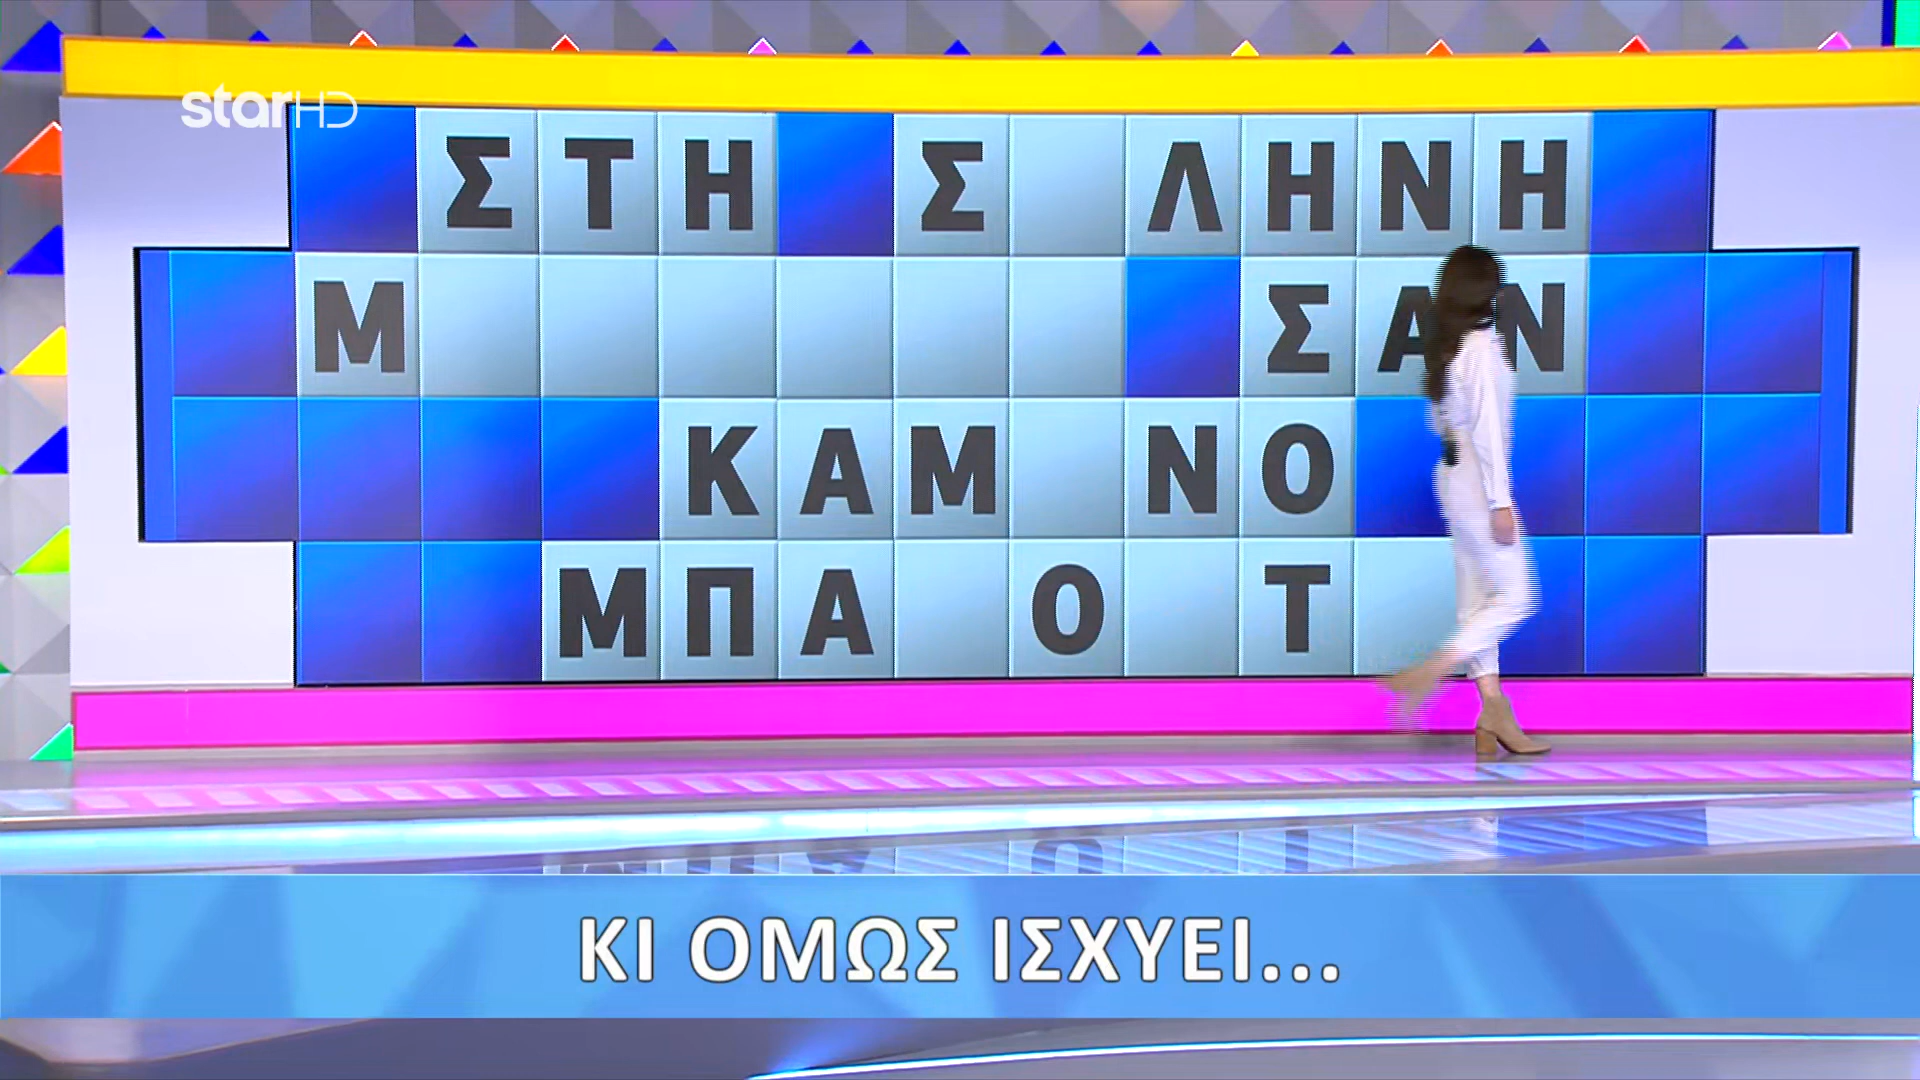 starHD
ΣΤΗ Σ ΛΗΝΗ
Μ ΣΑΝ
ΚΑΜ ΝΟ
ΜΠΑ Ο Τ
ΚΙ ΟΜΩΣ ΙΣΧΥΕΙ...